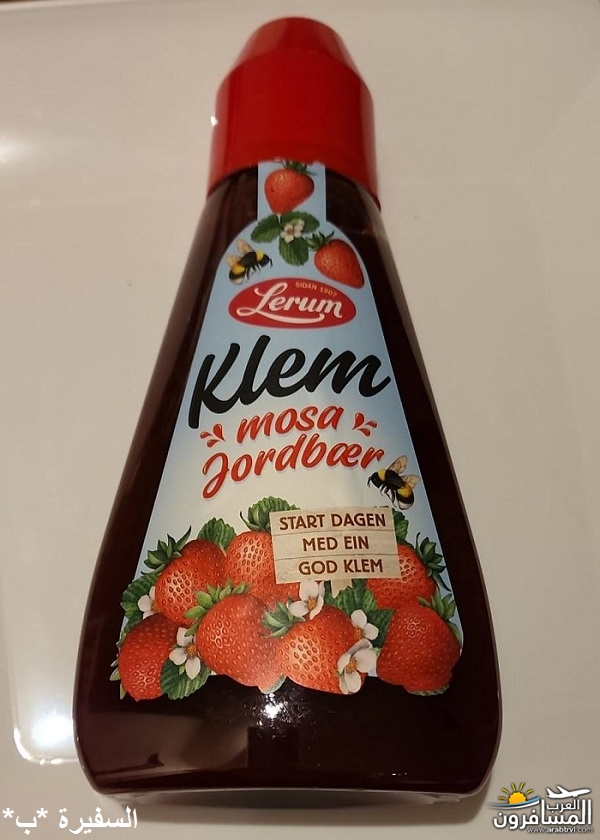 SIDAN 1907
Lerum
Klem
mosa
Jordbær
START DAGEN
MED EIN
GOD KLEM
السفيرة *ب*
العرب
المسافرون
www.arabtrvl.com